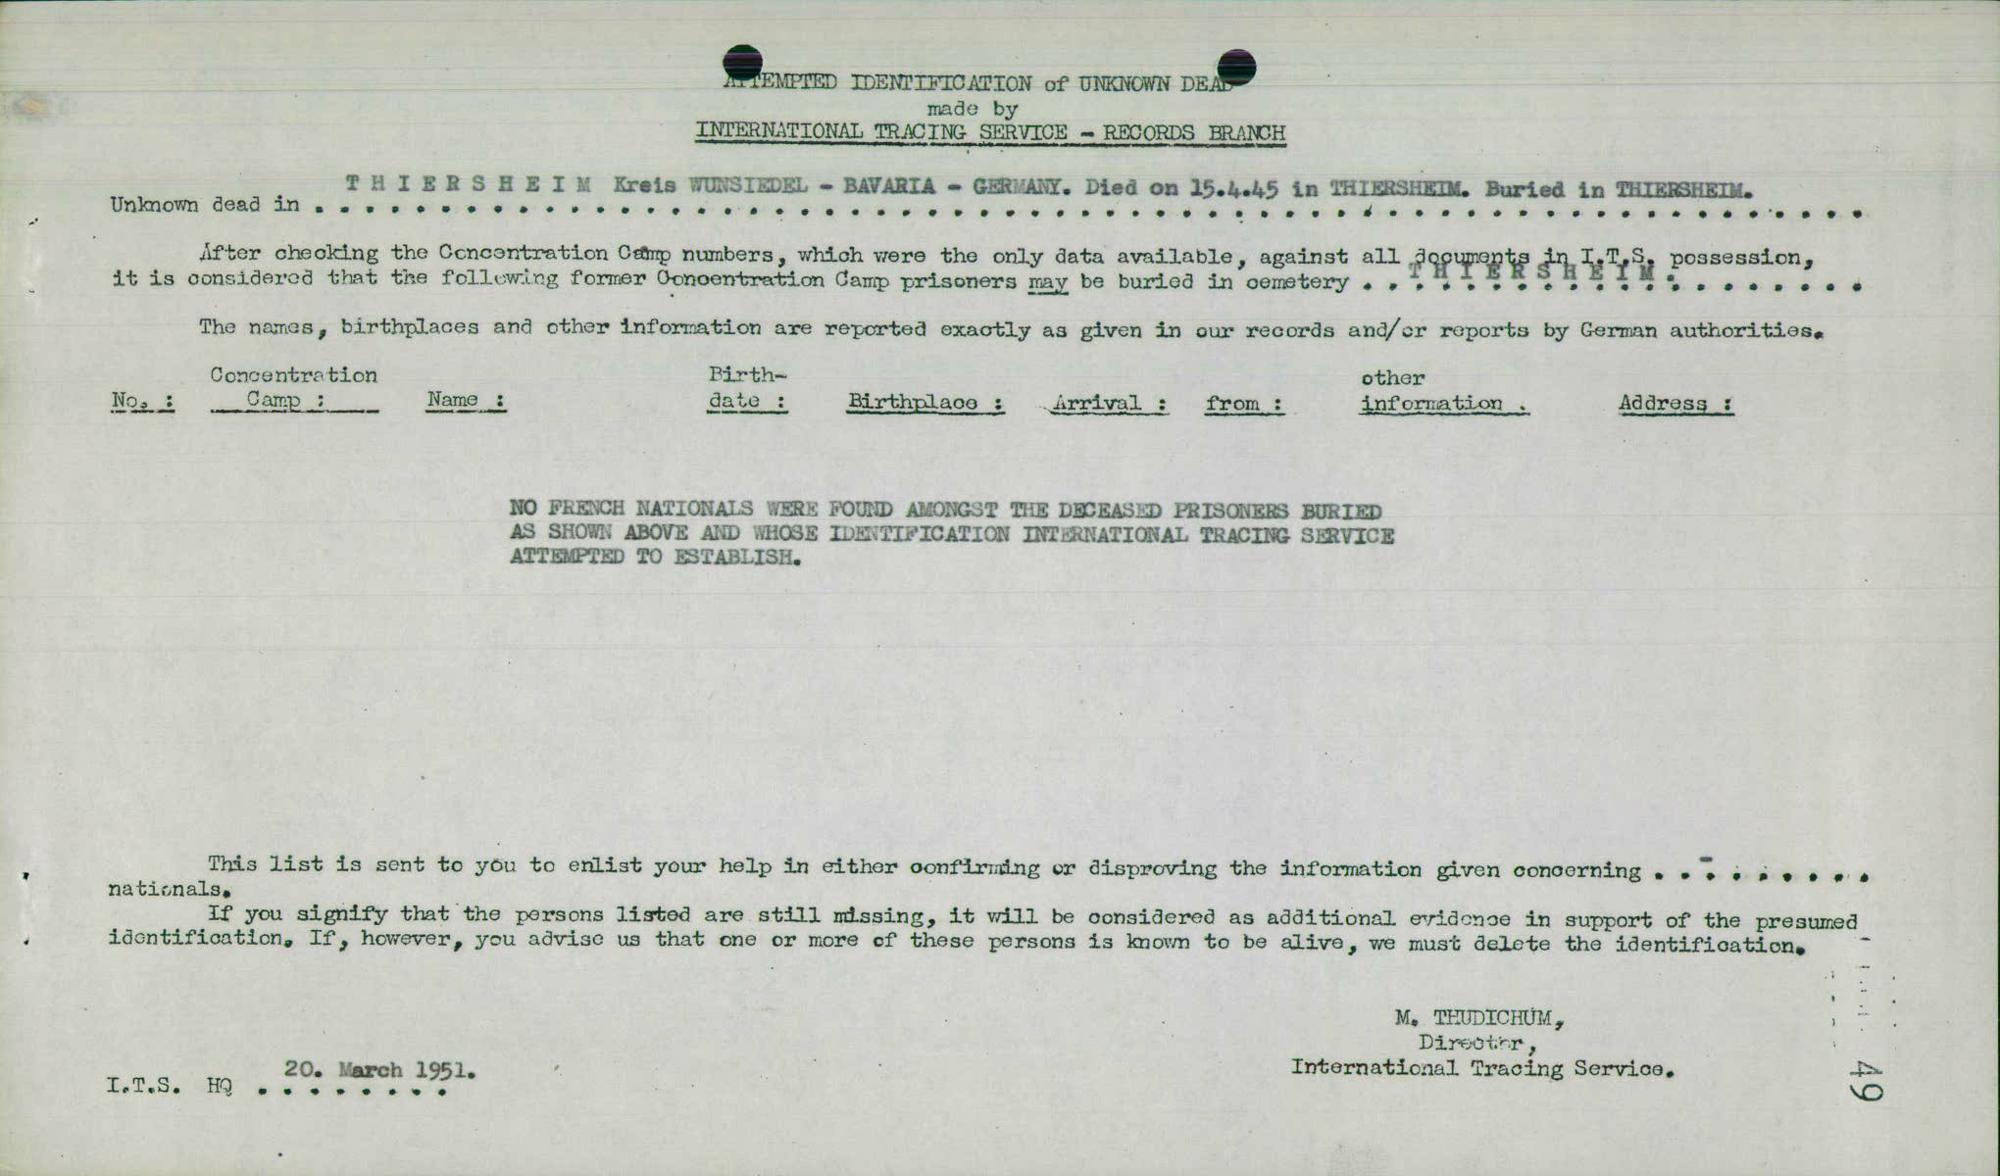 ATTEMPTED IDENTIFICATION of UNKNOWN DEAD
made by
INTERNATIONAL TRACING SERVICE - RECORDS BRANCH
T H I E R S H E I M Kreis WUNSIEDEL - BAVARIA - GERMANY. Died on 15.4.45 in THIERSHEIM. Buried in THIERSHEIM.
Unknown dead in . . . . . . . . . . . . . . . . . . . . . . . . . . . . . . . . . . . . . . . . . . . . . . . . . . . . . . . . . . . .
After checking the Concentration Camp numbers, which were the only data available, against all documents in I.T.S. possession,
T H I E R S H E I M .
it is considered that the following former Concentration Camp prisoners may be buried in cemetery . . . . . . . . . . . . . . . . . . . .
The names, birthplaces and other information are reported exactly as given in our records and/or reports by German authorities.
Concentration Birth- other
No. : Camp : Name : date : Birthplace : Arrival : from : information . Address :
NO FRENCH NATIONALS WERE FOUND AMONGST THE DECEASED PRISONERS BURIED
AS SHOWN ABOVE AND WHOSE IDENTIFICATION INTERNATIONAL TRACING SERVICE
ATTEMPTED TO ESTABLISH.
This list is sent to you to enlist your help in either confirming or disproving the information given concerning . . - . . . . . . .
nationals.
If you signify that the persons listed are still missing, it will be considered as additional evidence in support of the presumed
identification. If, however, you advise us that one or more of these persons is known to be alive, we must delete the identification.
M. THUDICHUM,
Director,
International Tracing Service.
20. March 1951.
I.T.S. HQ . . . . . . . .
49